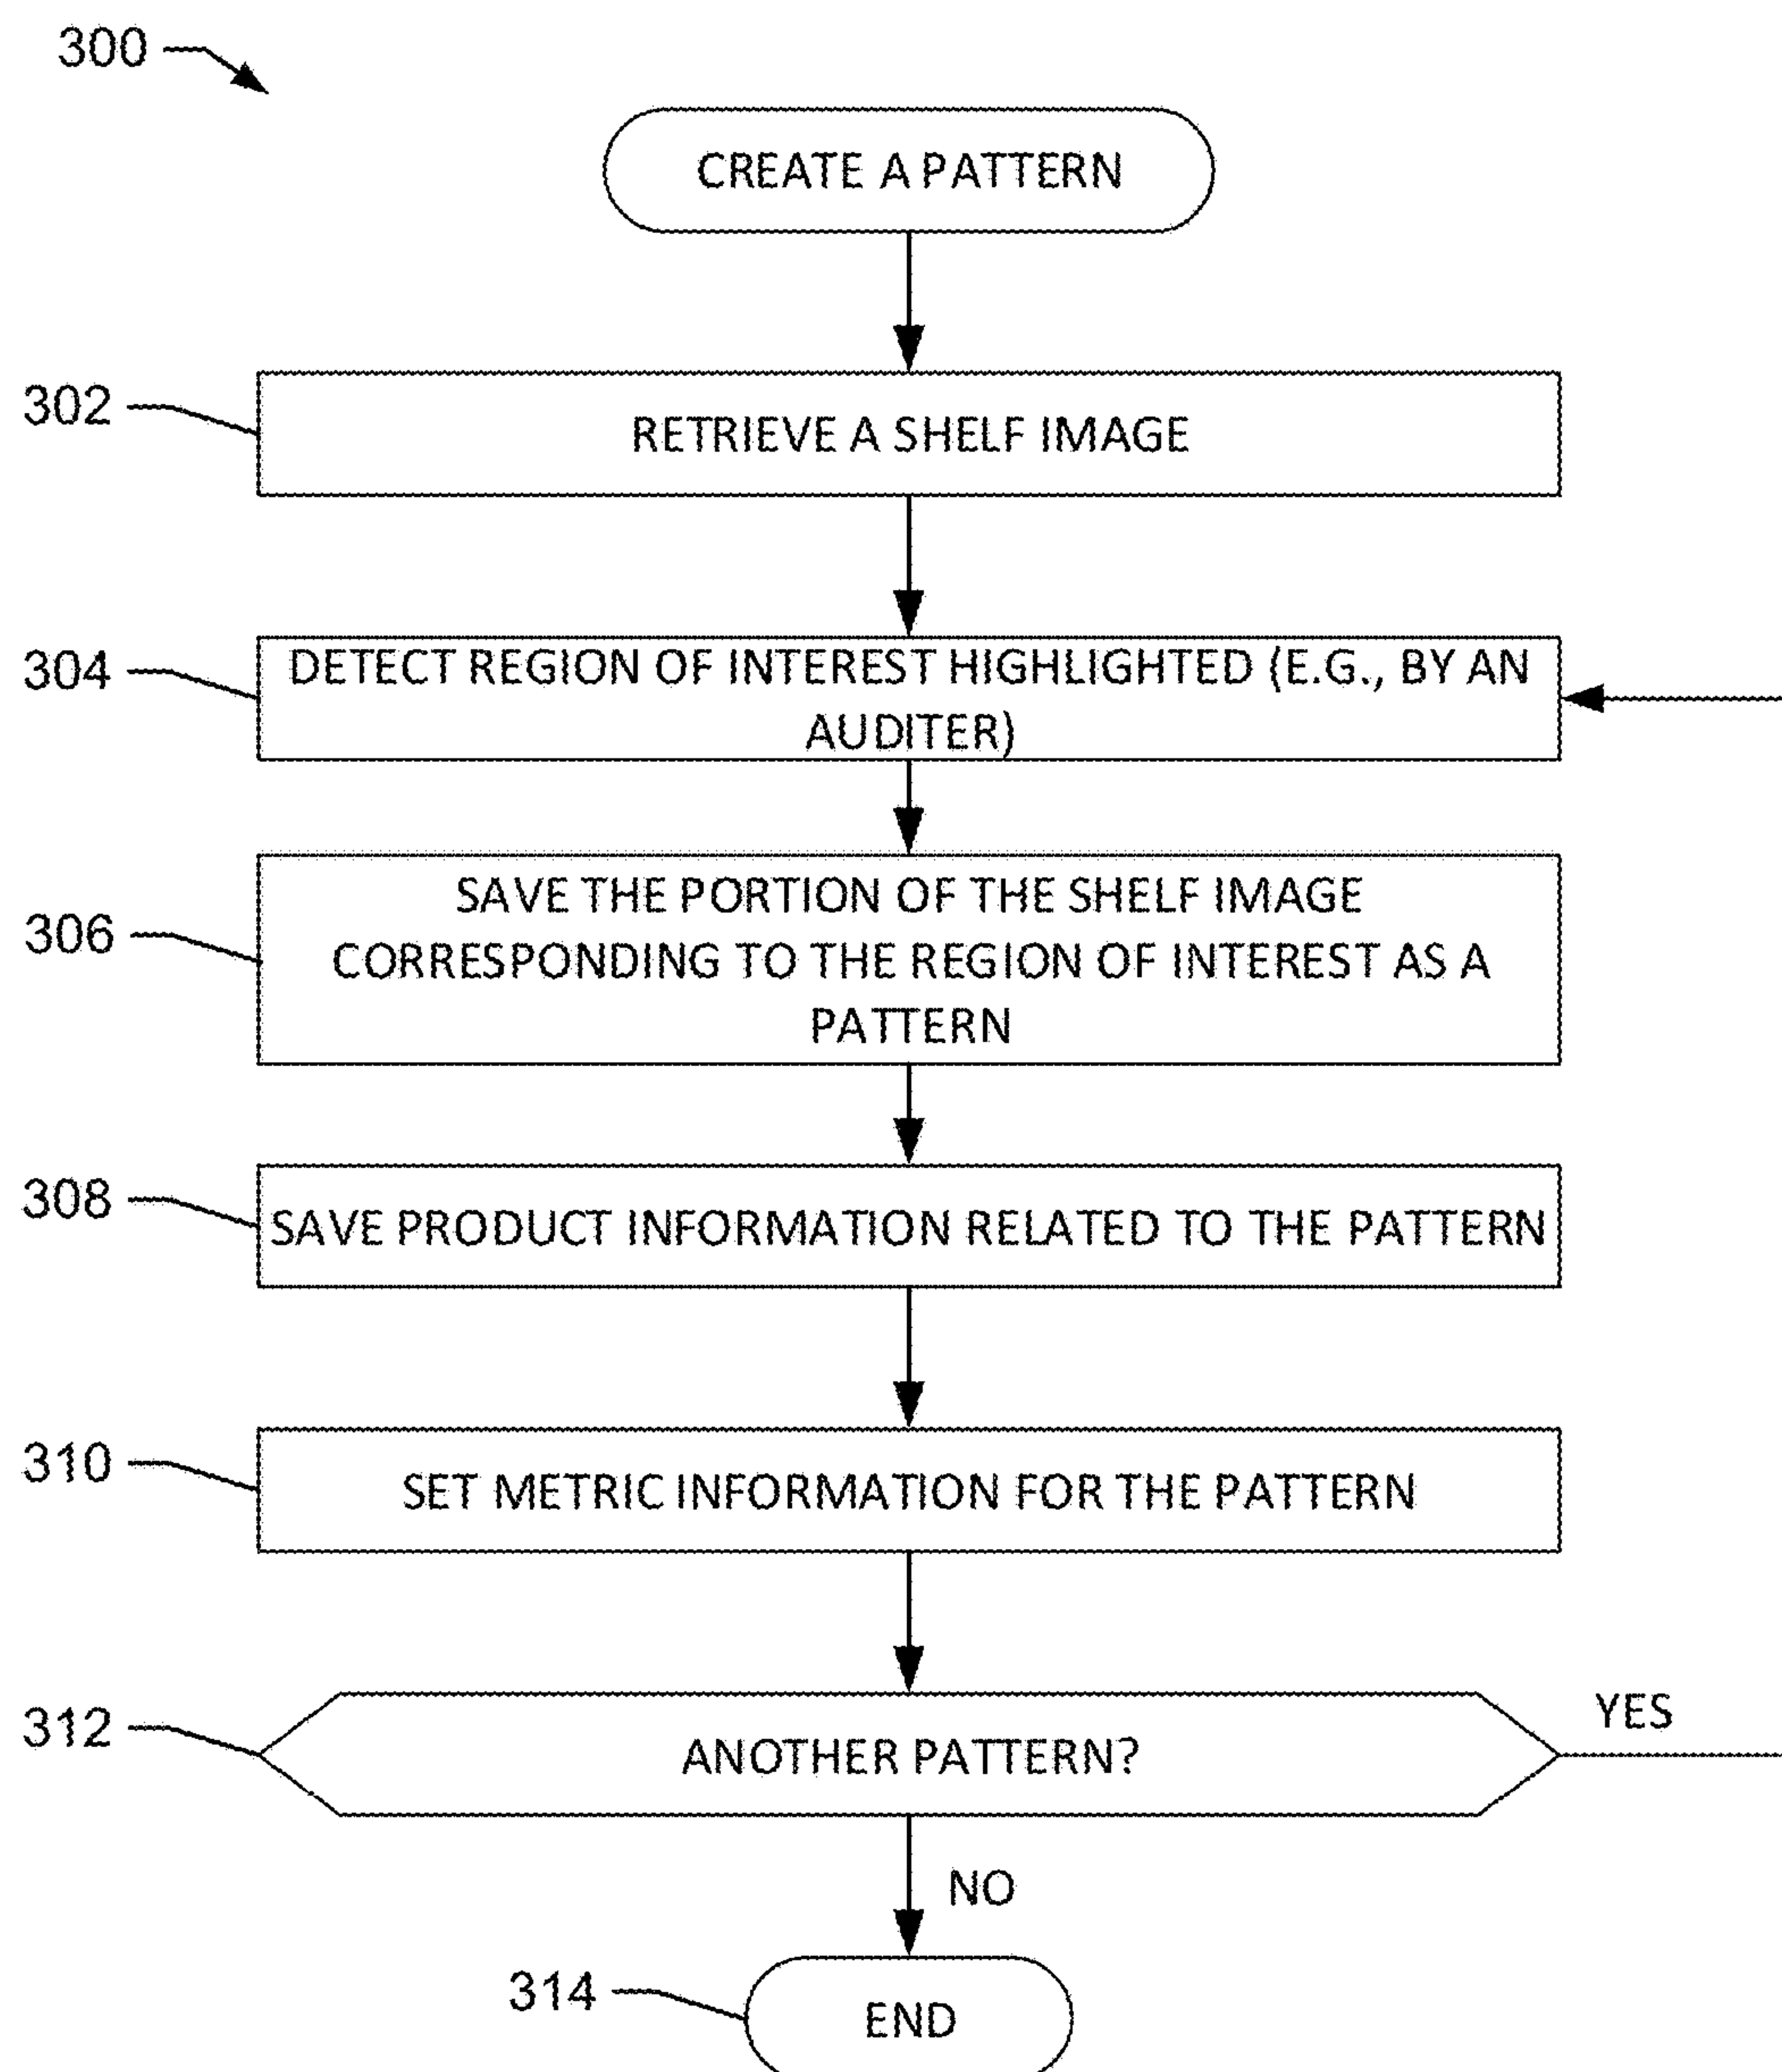 300
CREATE A PATTERN
302
RETRIEVE A SHELF IMAGE
304
DETECT REGION OF INTEREST HIGHLIGHTED (E.G., BY AN
AUDITER)
306
SAVE THE PORTION OF THE SHELF IMAGE
CORRESPONDING TO THE REGION OF INTEREST AS A
PATTERN
308
SAVE PRODUCT INFORMATION RELATED TO THE PATTERN
310
SET METRIC INFORMATION FOR THE PATTERN
312
ANOTHER PATTERN?
YES
NO
314
END